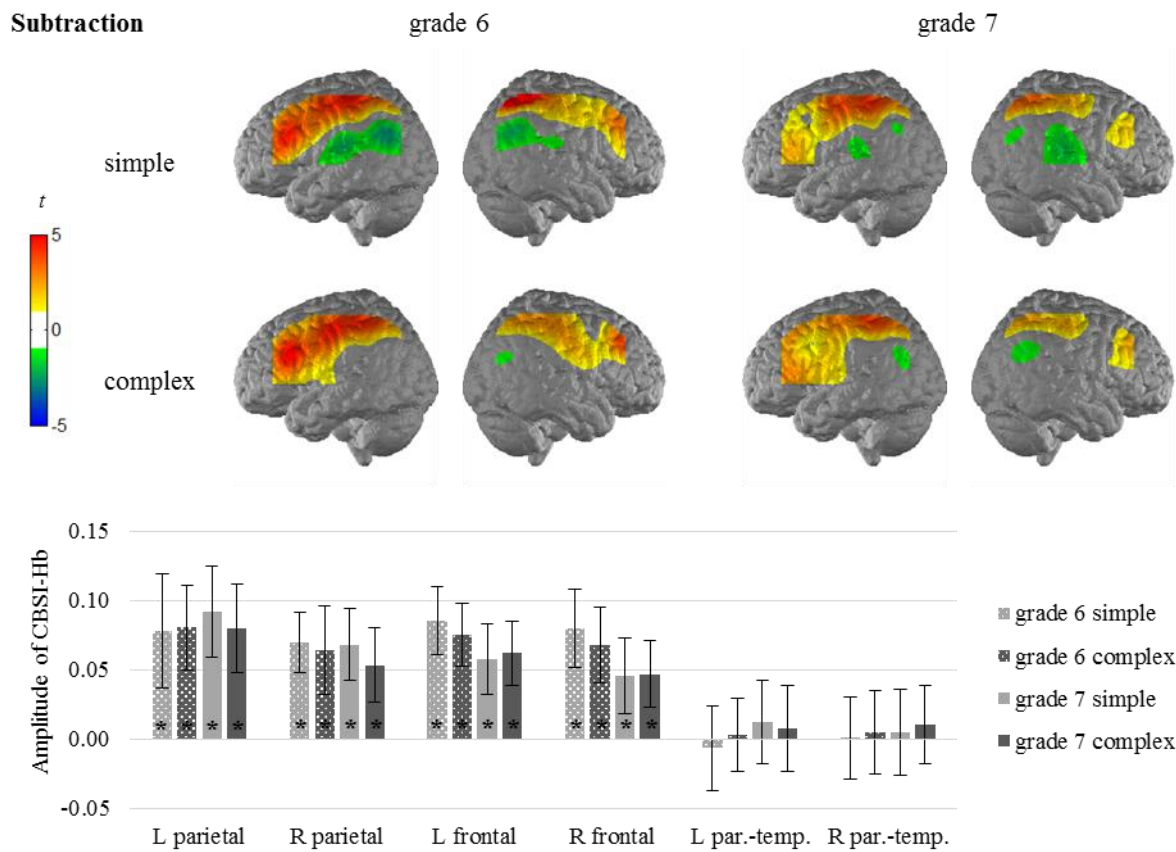 Subtraction grade 6 grade 7
simple
t
5
0
-5
complex
Amplitude of CBSI-Hb
0.15
0.10
0.05
0.00
-0.05
* * * * * * * * * * * * * * * *
L parietal R parietal L frontal R frontal L par.-temp. R par.-temp.
grade 6 simple
grade 6 complex
grade 7 simple
grade 7 complex